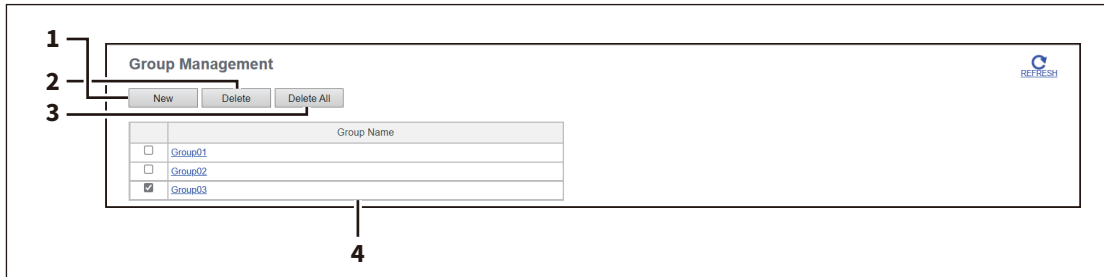 1
Group Management
REFRESH
2
New Delete Delete All
3
Group Name
Group01
Group02
Group03
4